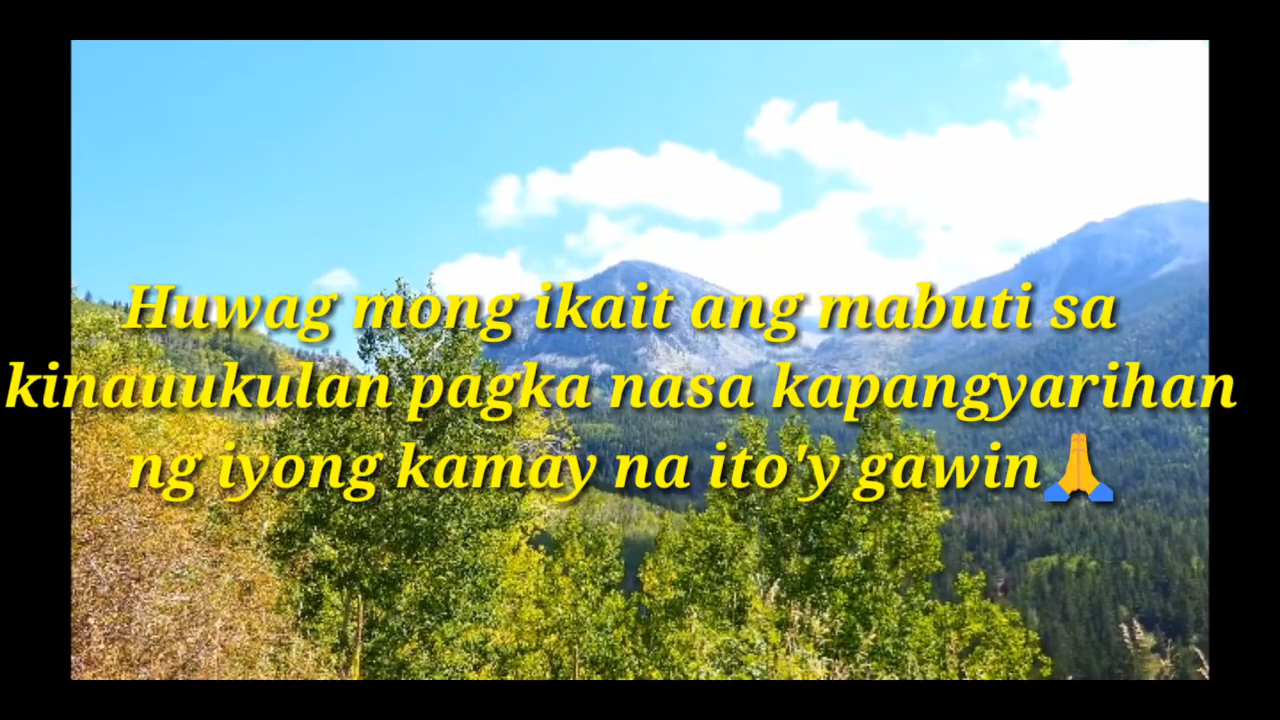 Huwag mong ikait ang mabuti sa
kinauukulan pagka nasa kapangyarihan
ng iyong kamay na ito'y gawin🙏